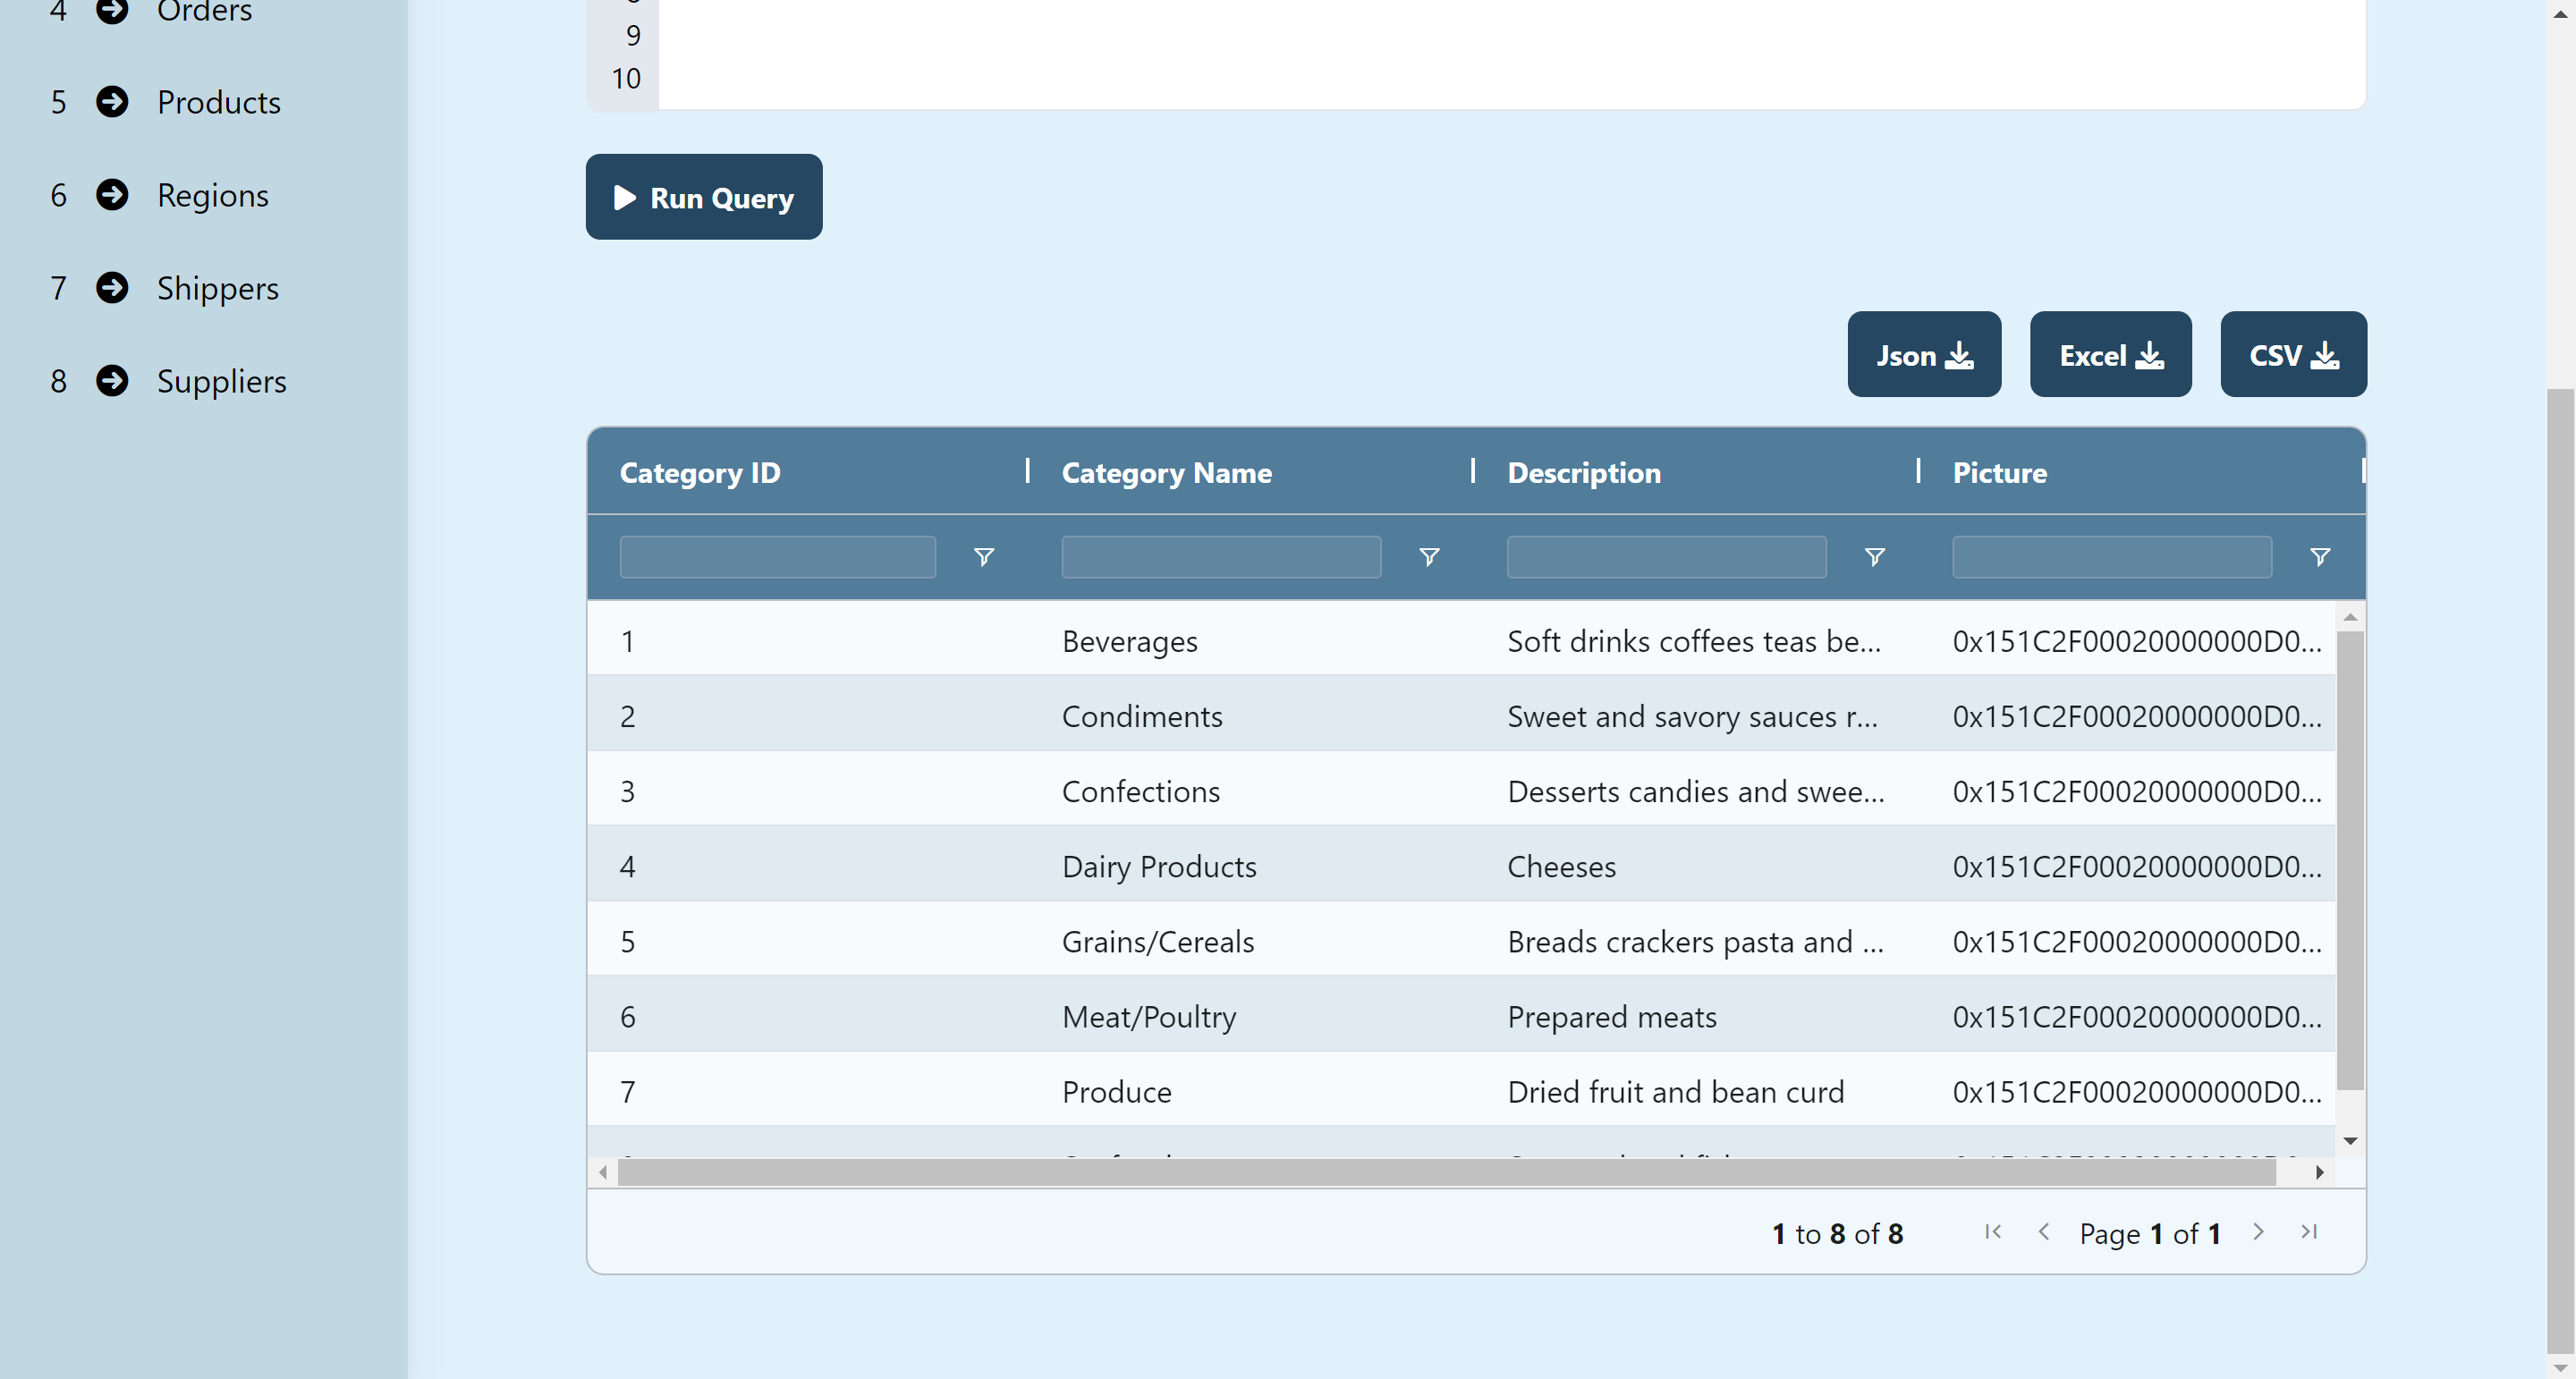 4 Orders
5 Products
6 Regions
7 Shippers
8 Suppliers
9
10
Run Query
Json Excel CSV
Category ID Category Name Description Picture
1 Beverages Soft drinks coffees teas be... 0x151C2F00020000000D0...
2 Condiments Sweet and savory sauces r... 0x151C2F00020000000D0...
3 Confections Desserts candies and swee... 0x151C2F00020000000D0...
4 Dairy Products Cheeses 0x151C2F00020000000D0...
5 Grains/Cereals Breads crackers pasta and ... 0x151C2F00020000000D0...
6 Meat/Poultry Prepared meats 0x151C2F00020000000D0...
7 Produce Dried fruit and bean curd 0x151C2F00020000000D0...
1 to 8 of 8 Page 1 of 1